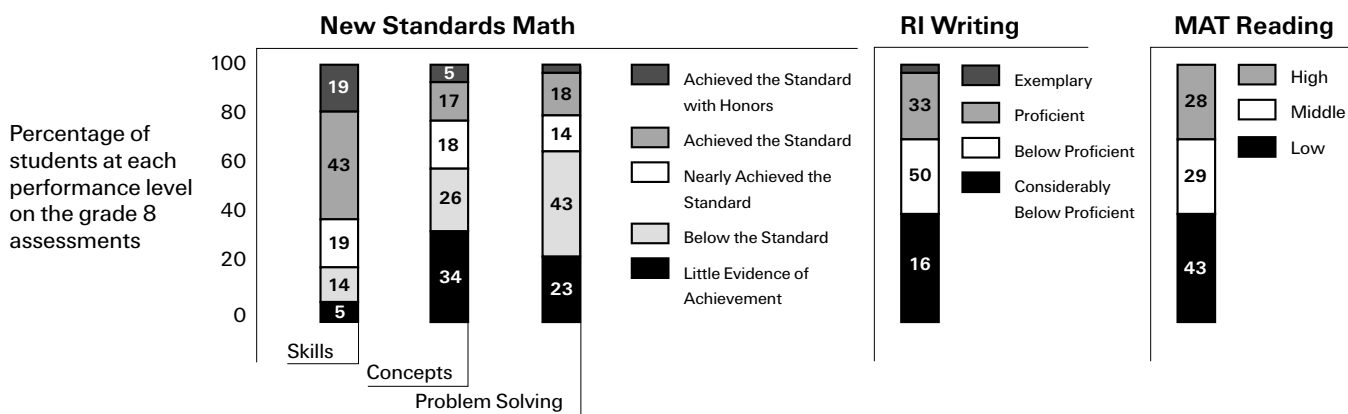 New Standards Math
RI Writing
MAT Reading
Percentage of
students at each
performance level
on the grade 8
assessments
100
80
60
40
20
0
19
43
19
14
5
Skills
5
17
18
26
34
Concepts
18
14
43
23
Problem Solving
Achieved the Standard
with Honors
Achieved the Standard
Nearly Achieved the
Standard
Below the Standard
Little Evidence of
Achievement
33
50
16
Exemplary
Proficient
Below Proficient
Considerably
Below Proficient
28
29
43
High
Middle
Low